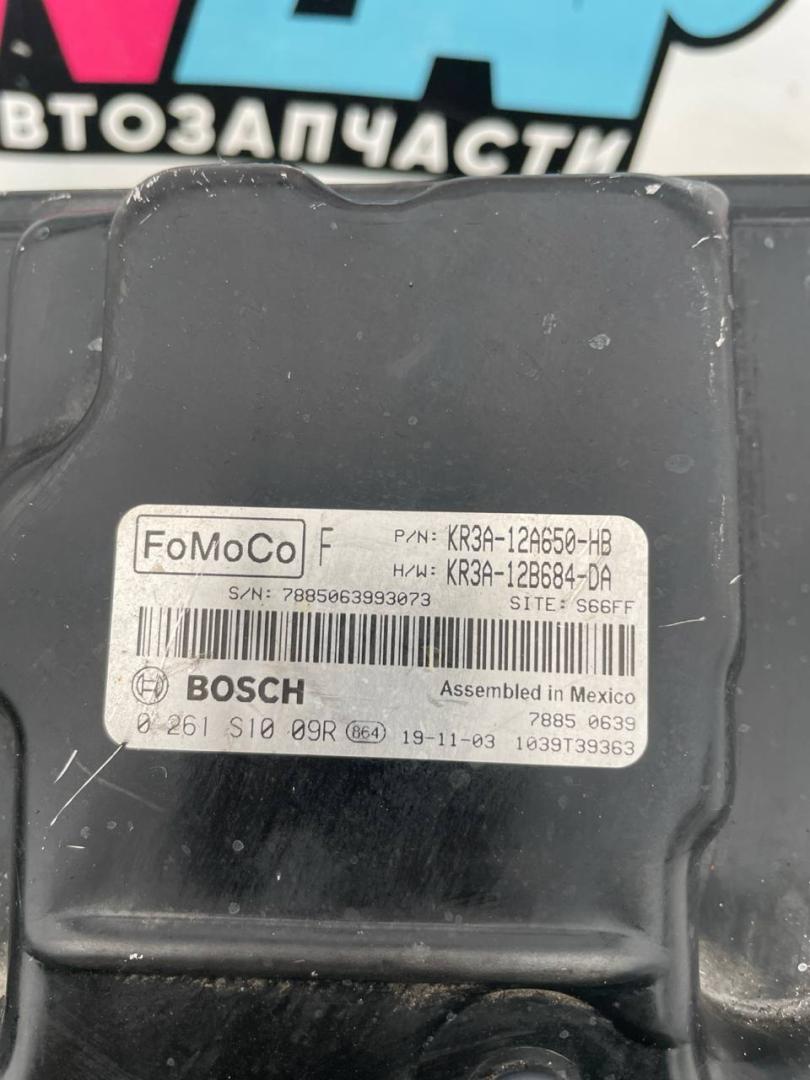 ВТОЗАПЧАСТИ
FoMoCo F P/N: KR3A-12A650-HB
H/W: KR3A-12B684-DA
S/N: 7885063993073 SITE: S66FF
BOSCH Assembled in Mexico
7885 0639
0 261 S10 09R 864 19-11-03 1039T39363